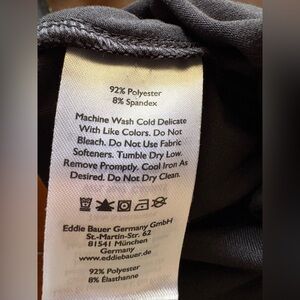 92% Polyester
8% Spandex
Machine Wash Cold Delicate
With Like Colors. Do Not
Bleach. Do Not Use Fabric
Softeners. Tumble Dry Low.
Remove Promptly. Cool Iron As
Desired. Do Not Dry Clean.
Eddie Bauer Germany GmbH
St.-Martin-Str. 62
81541 München
Germany
www.eddiebauer.de
92% Polyester
8% Élasthanne